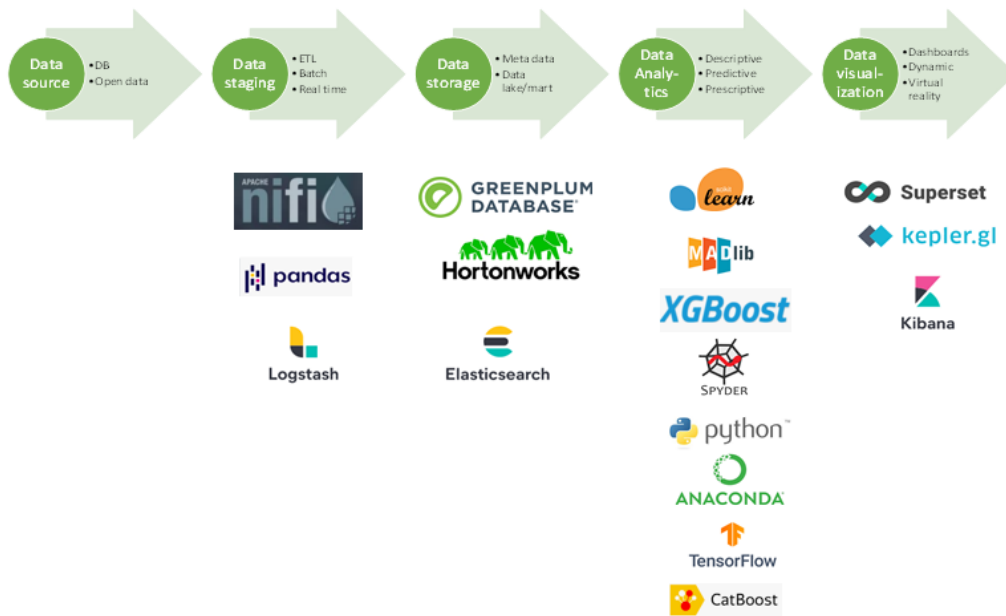 Data
source
• DB
• Open data
Data
staging
• ETL
• Batch
• Real time
Data
storage
• Meta data
• Data
lake/mart
Data
Analy-
tics
• Descriptive
• Predictive
• Prescriptive
Data
visual-
ization
• Dashboards
• Dynamic
• Virtual
reality
APACHE
nifi
pandas
Logstash
GREENPLUM
DATABASE®
Hortonworks
Elasticsearch
scikit
learn
MADlib
XGBoost
SPYDER
python™
ANACONDA®
TensorFlow
CatBoost
Superset
kepler.gl
Kibana